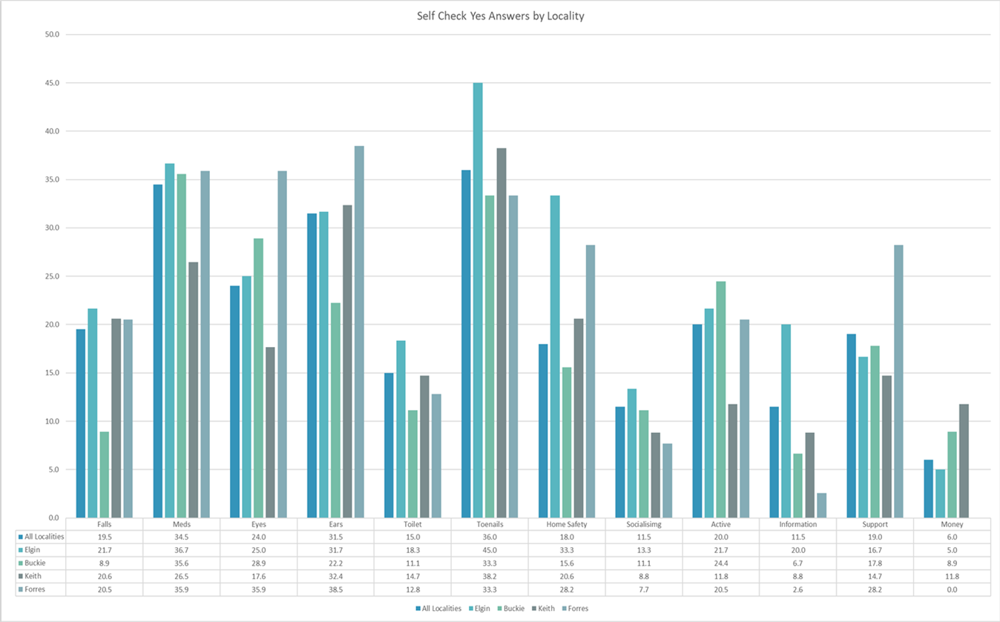 Self Check Yes Answers by Locality
50.0
45.0
40.0
35.0
30.0
25.0
20.0
15.0
10.0
5.0
0.0
Falls Meds Eyes Ears Toilet Toenails Home Safety Socialisimg Active Information Support Money
All Localities 19.5 34.5 24.0 31.5 15.0 36.0 18.0 11.5 20.0 11.5 19.0 6.0
Elgin 21.7 36.7 25.0 31.7 18.3 45.0 33.3 13.3 21.7 20.0 16.7 5.0
Buckie 8.9 35.6 28.9 22.2 11.1 33.3 15.6 11.1 24.4 6.7 17.8 8.9
Keith 20.6 26.5 17.6 32.4 14.7 38.2 20.6 8.8 11.8 8.8 14.7 11.8
Forres 20.5 35.9 35.9 38.5 12.8 33.3 28.2 7.7 20.5 2.6 28.2 0.0
All Localities Elgin Buckie Keith Forres